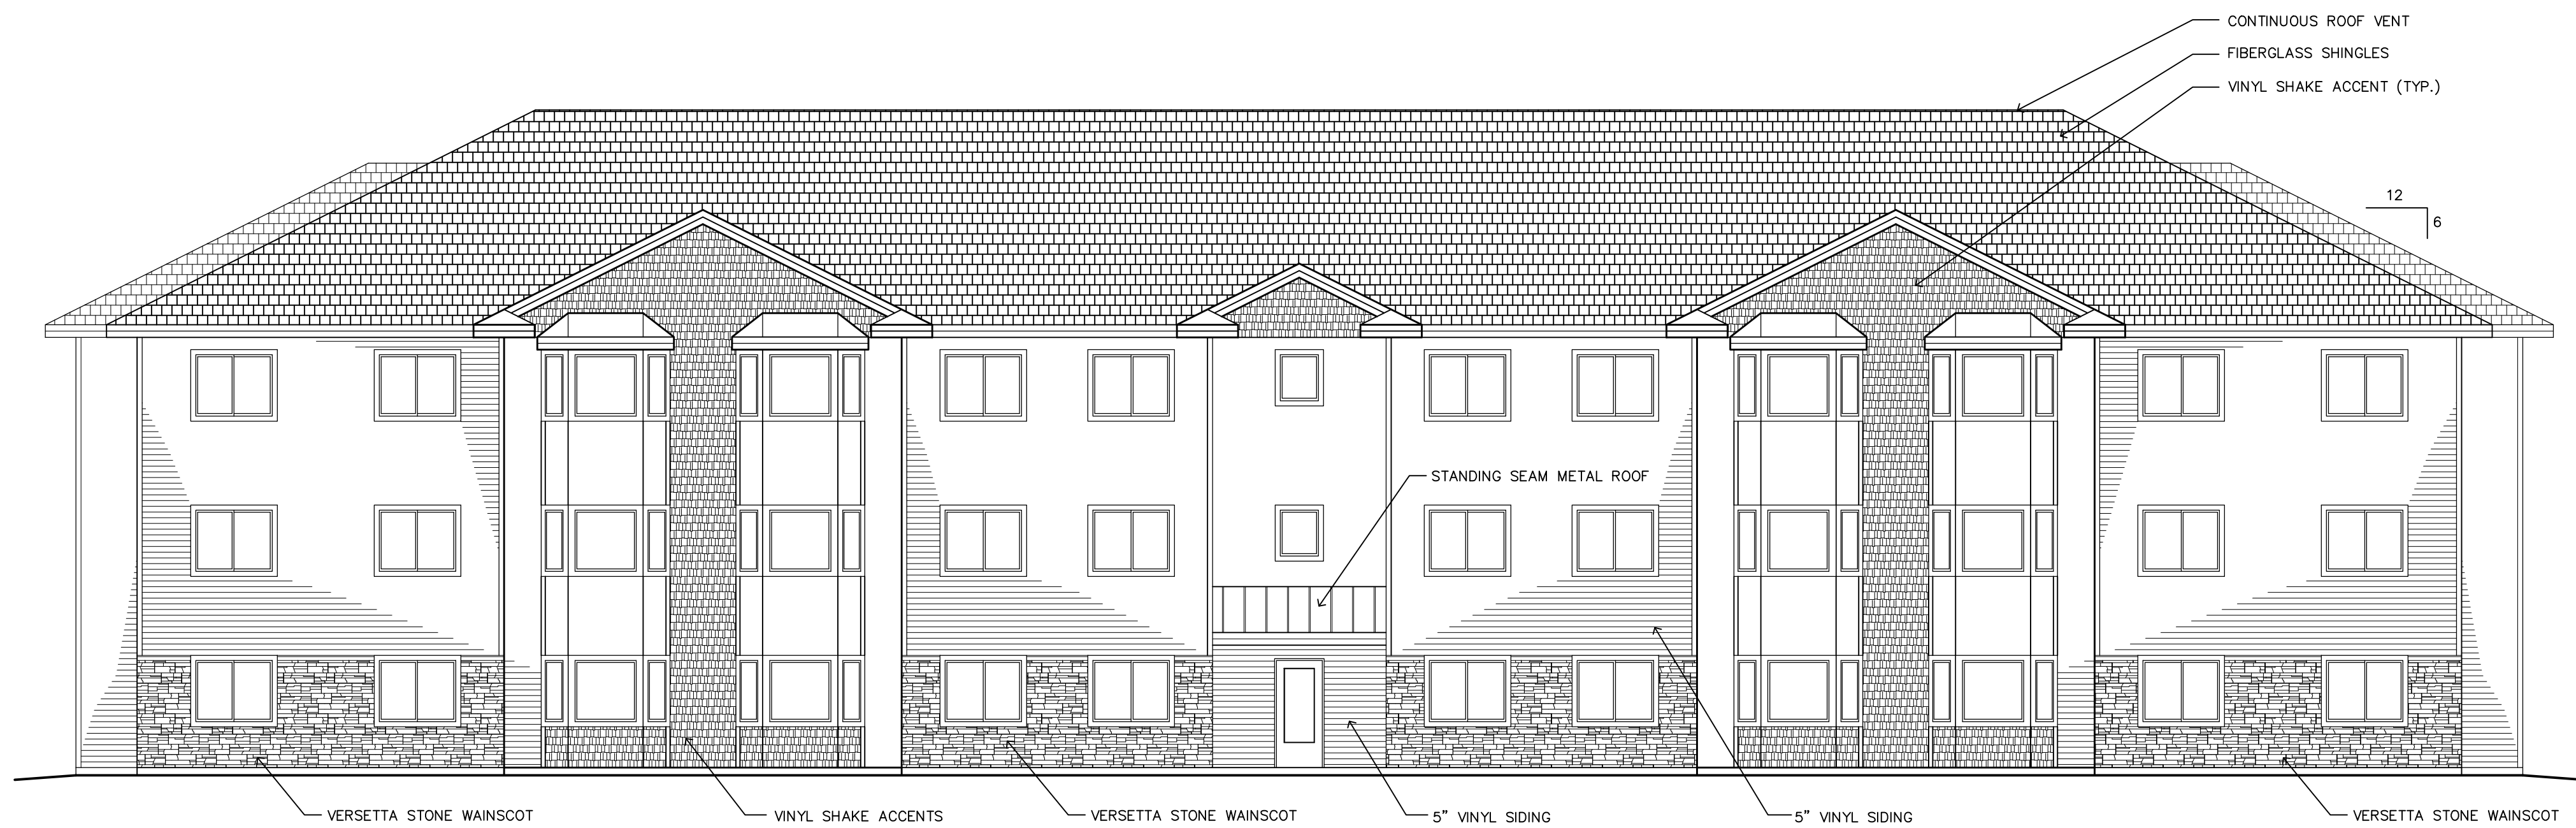 CONTINUOUS ROOF VENT
FIBERGLASS SHINGLES
VINYL SHAKE ACCENT (TYP.)
12
6
STANDING SEAM METAL ROOF
VERSETTA STONE WAINSCOT
VINYL SHAKE ACCENTS
VERSETTA STONE WAINSCOT
5” VINYL SIDING
5” VINYL SIDING
VERSETTA STONE WAINSCOT